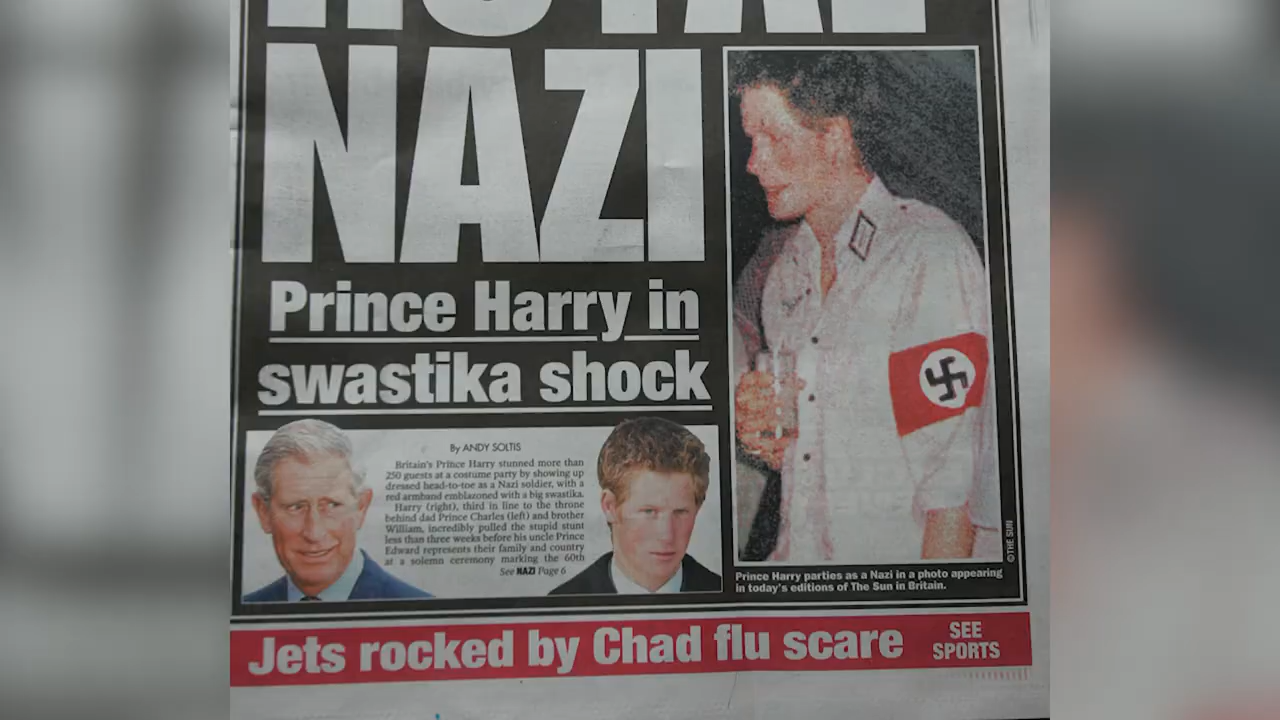 ROYAL
NAZI
Prince Harry in
swastika shock
By ANDY SOLTIS
Britain's Prince Harry stunned more than
250 guests at a costume party by showing up
dressed head-to-toe as a Nazi soldier, with a
red armband emblazoned with a big swastika.
Harry (right), third in line to the throne
behind dad Prince Charles (left) and brother
William, incredibly pulled the stupid stunt
less than three weeks before his uncle Prince
Edward represents their family and country
at a solemn ceremony marking the 60th
See NAZI Page 6
©THE SUN
Prince Harry parties as a Nazi in a photo appearing
in today's editions of The Sun in Britain.
Jets rocked by Chad flu scare
SEE
SPORTS